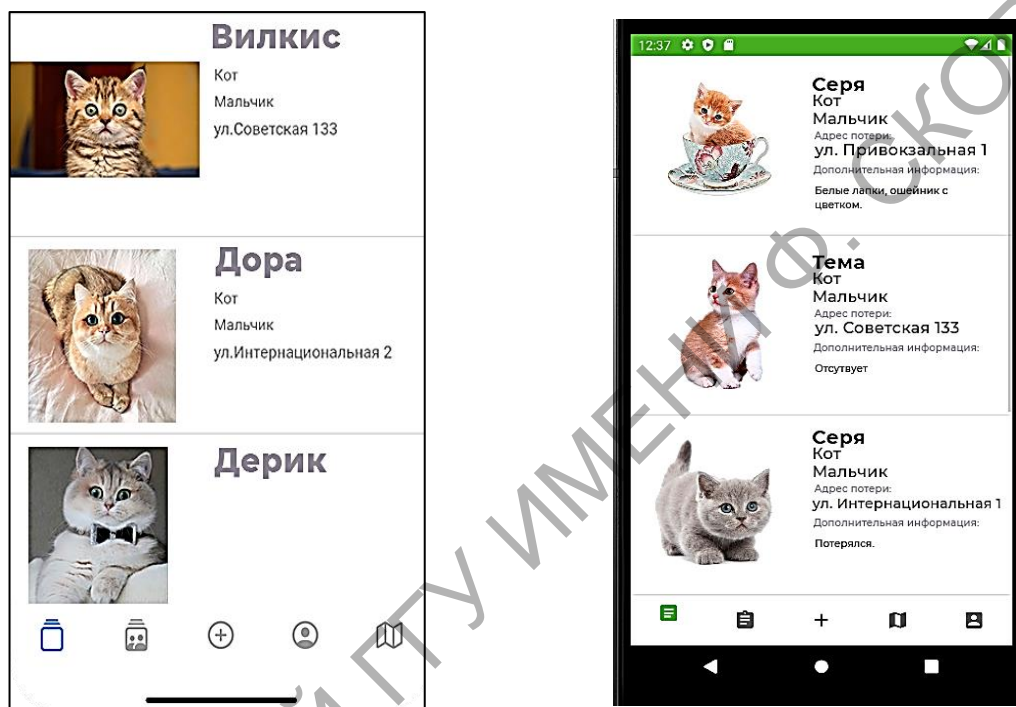 Вилкис
Кот
Мальчик
ул.Советская 133
Дора
Кот
Мальчик
ул.Интернациональная 2
Дерик
12:37
Серя
Кот
Мальчик
Адрес потери:
ул. Привокзальная 1
Дополнительная информация:
Белые лапки, ошейник с
цветком.
Тема
Кот
Мальчик
Адрес потери:
ул. Советская 133
Дополнительная информация:
Отсутвует
Серя
Кот
Мальчик
Адрес потери:
ул. Интернациональная 1
Дополнительная информация:
Потерялся.
ГГУ ИМЕНИ Ф.